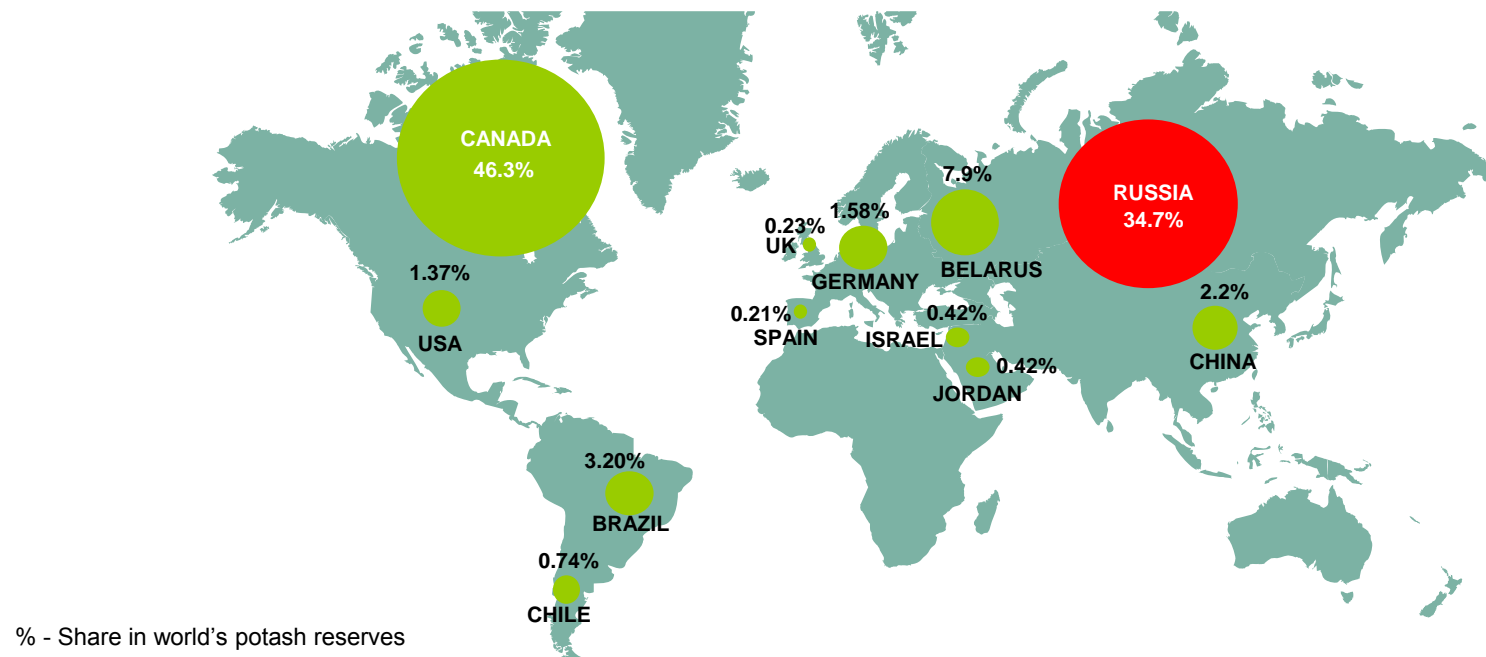 CANADA
46.3%
RUSSIA
34.7%
7.9%
BELARUS
1.58%
GERMANY
0.23%
UK
1.37%
USA
0.21%
SPAIN
0.42%
ISRAEL
0.42%
JORDAN
2.2%
CHINA
3.20%
BRAZIL
0.74%
CHILE
% - Share in world’s potash reserves